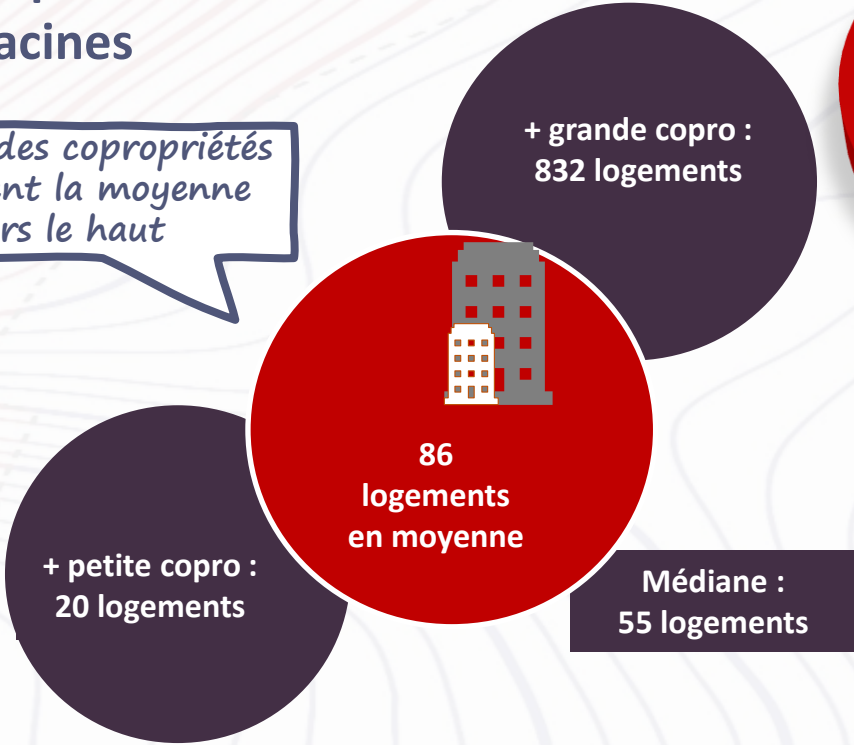 acines
des copropriétés
nt la moyenne
rs le haut
+ grande copro :
832 logements
86
logements
en moyenne
+ petite copro :
20 logements
Médiane :
55 logements